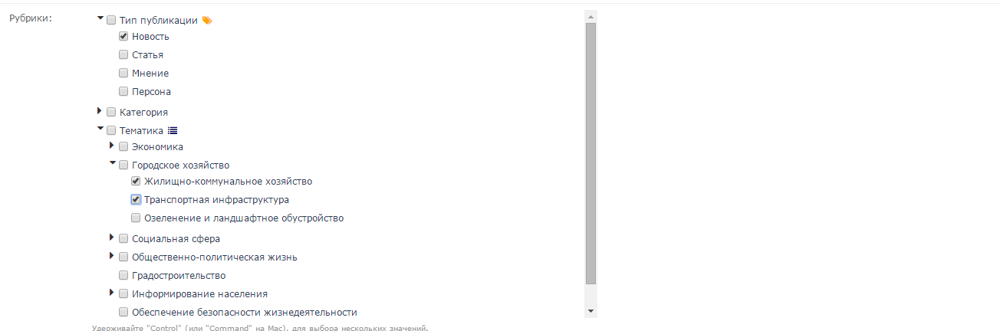 Рубрики:
Тип публикации
Новость
Статья
Мнение
Персона
Категория
Тематика
Экономика
Городское хозяйство
Жилищно-коммунальное хозяйство
Транспортная инфраструктура
Озеленение и ландшафтное обустройство
Социальная сфера
Общественно-политическая жизнь
Градостроительство
Информирование населения
Обеспечение безопасности жизнедеятельности
Удерживайте "Control" (или "Command" на Mac), для выбора нескольких значений.